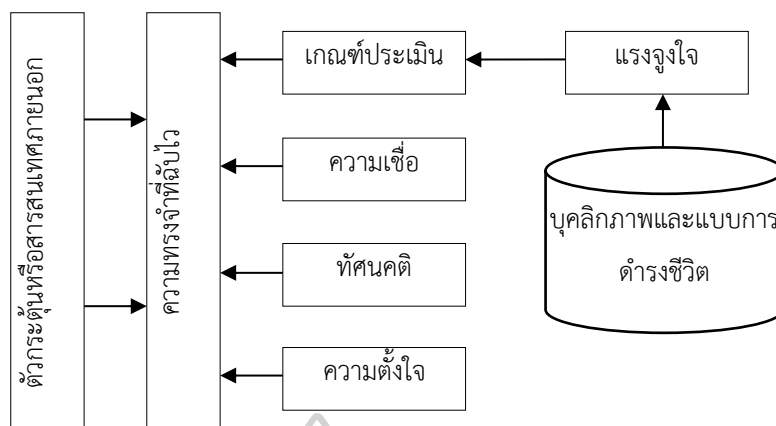 ตัวกระตุ้นหรือสารสนเทศภายนอก
ความทรงจำที่ฉับไว
เกณฑ์ประเมิน
แรงจูงใจ
ความเชื่อ
บุคลิกภาพและแบบการ
ดำรงชีวิต
ทัศนคติ
ความตั้งใจ